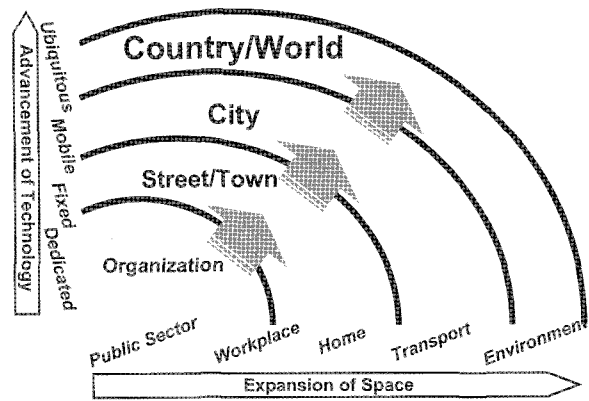 Country/World
City
Street/Town
Organization
Advancement of Technology
Ubiquitous
Mobile
Fixed
Dedicated
Public Sector
Workplace
Home
Transport
Environment
Expansion of Space